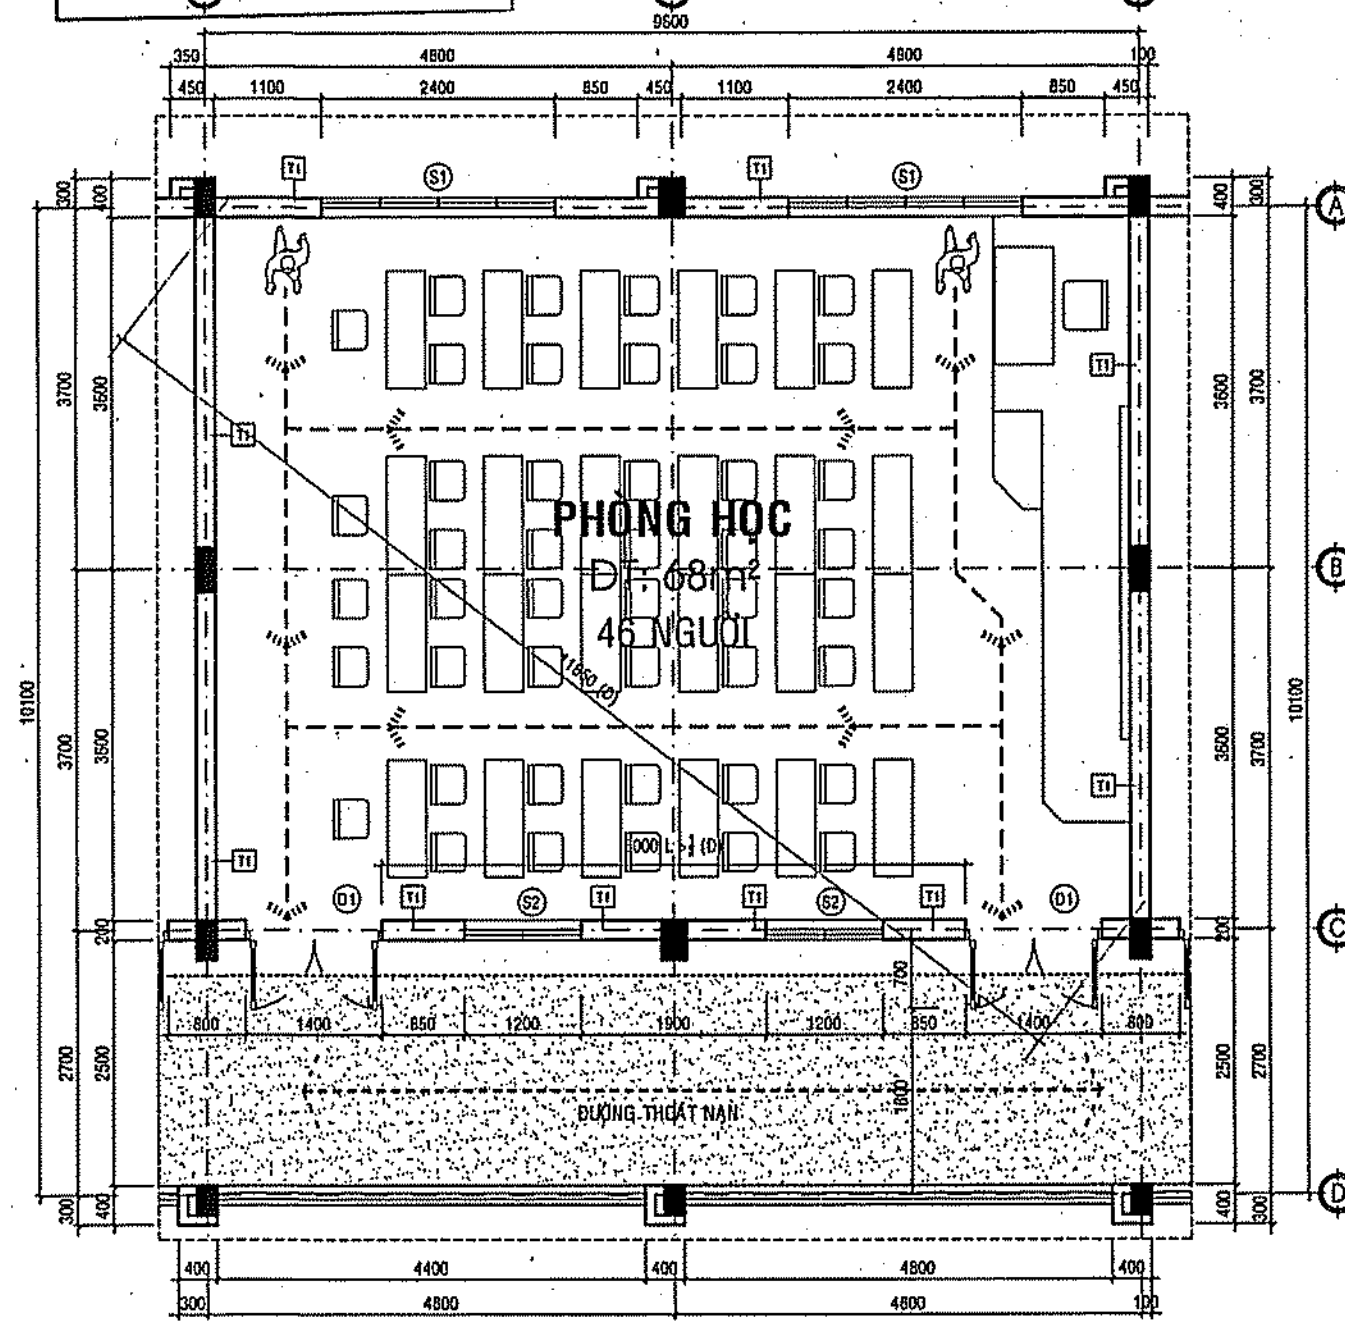 9600
350 4800 4800 100
450 1100 2400 850 450 1100 2400 850 450
T1 S1 T1 S1
300 400 400 300
A
3700 3600 T1 3600 3700
T1
PHÒNG HỌC
DT: 68m²
46 NGƯỜI
B
10100 10100
3700 3600 T1 3600 3700
T1
D1 T1 S2 T1 T1 S2 T1 D1
200 200
C
700
800 1400 850 1200 1900 1200 850 1400 800
2700 2500 2500 2700
1800
ĐƯỜNG THOÁT NẠN
300 400 400 300
D
400 4400 400 4800 400
300 4800 4800 100